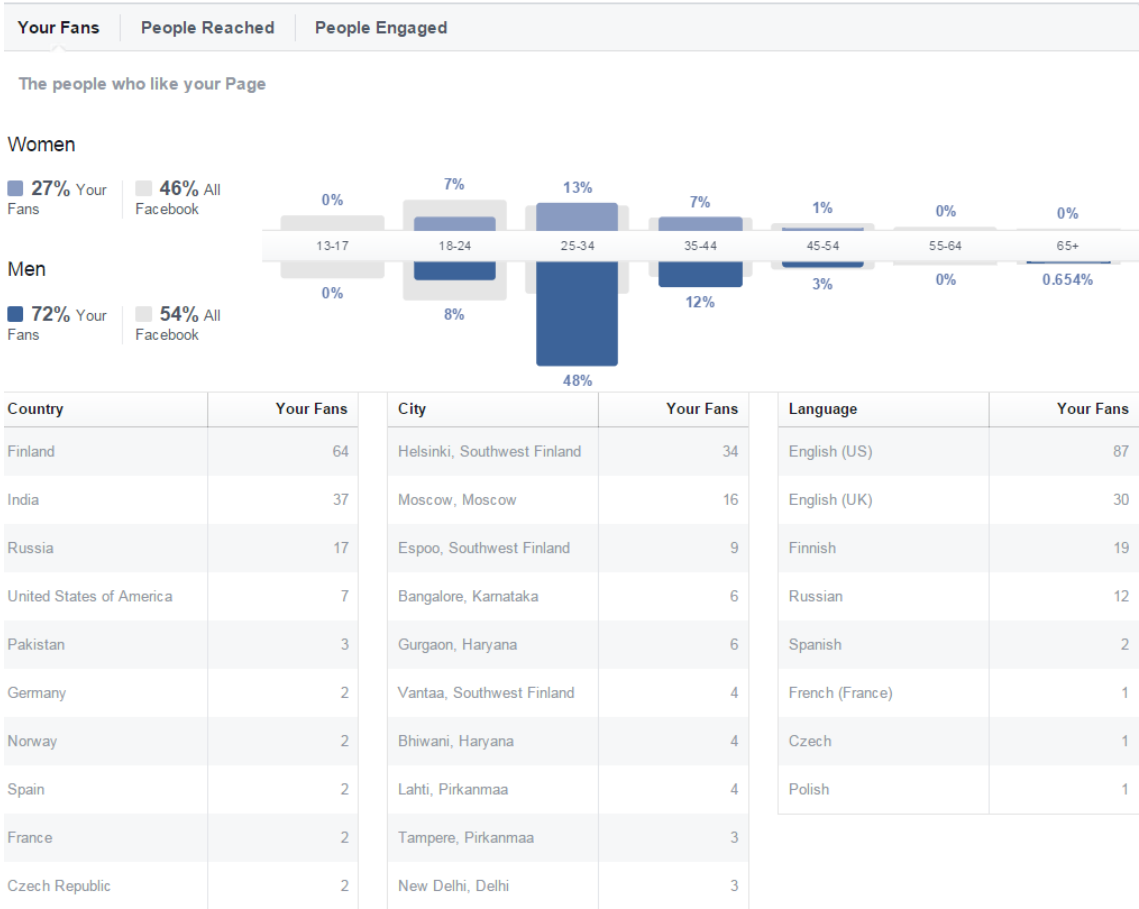 Your Fans People Reached People Engaged
The people who like your Page
Women
27% Your Fans
46% All Facebook
0% 7% 13% 7% 1% 0% 0%
13-17 18-24 25-34 35-44 45-54 55-64 65+
Men
72% Your Fans
54% All Facebook
0% 8% 48% 12% 3% 0% 0.654%
Country Your Fans
Finland 64
India 37
Russia 17
United States of America 7
Pakistan 3
Germany 2
Norway 2
Spain 2
France 2
Czech Republic 2
City Your Fans
Helsinki, Southwest Finland 34
Moscow, Moscow 16
Espoo, Southwest Finland 9
Bangalore, Karnataka 6
Gurgaon, Haryana 6
Vantaa, Southwest Finland 4
Bhiwani, Haryana 4
Lahti, Pirkanmaa 4
Tampere, Pirkanmaa 3
New Delhi, Delhi 3
Language Your Fans
English (US) 87
English (UK) 30
Finnish 19
Russian 12
Spanish 2
French (France) 1
Czech 1
Polish 1